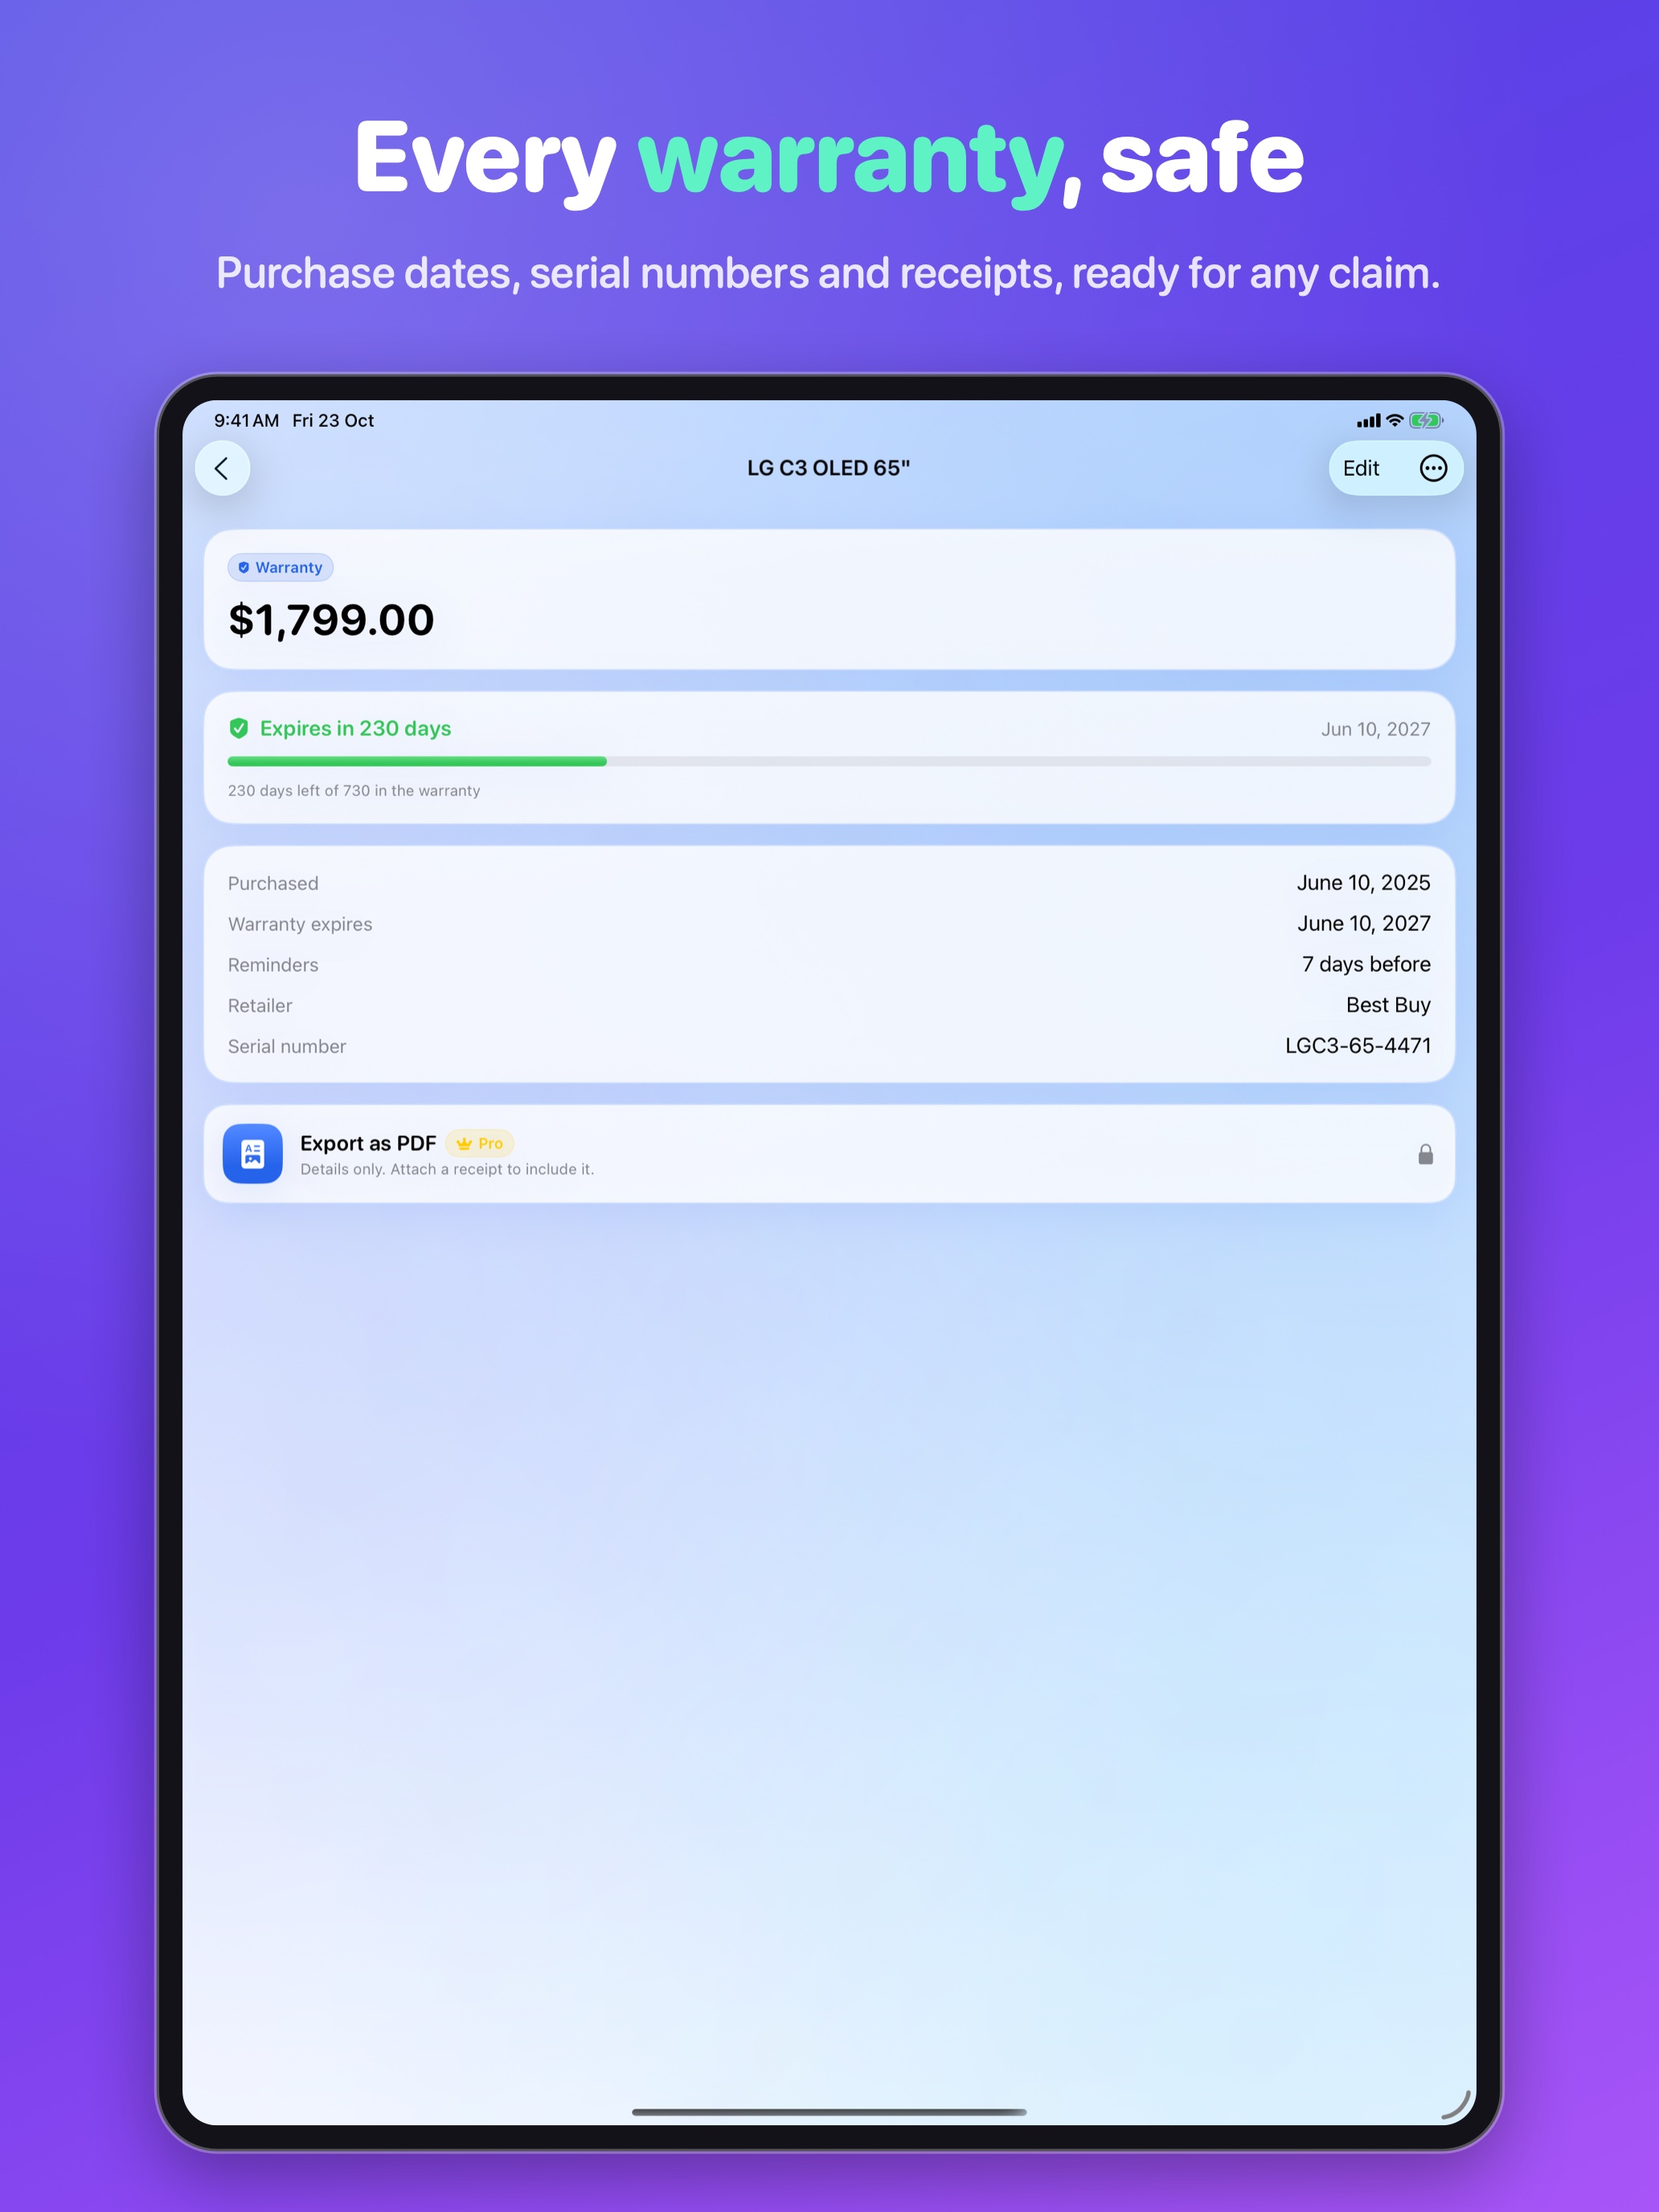 Every warranty, safe
Purchase dates, serial numbers and receipts, ready for any claim.
9:41 AM Fri 23 Oct
LG C3 OLED 65"
Edit
Warranty
$1,799.00
Expires in 230 days
Jun 10, 2027
230 days left of 730 in the warranty
Purchased
June 10, 2025
Warranty expires
June 10, 2027
Reminders
7 days before
Retailer
Best Buy
Serial number
LGC3-65-4471
Export as PDF
Pro
Details only. Attach a receipt to include it.